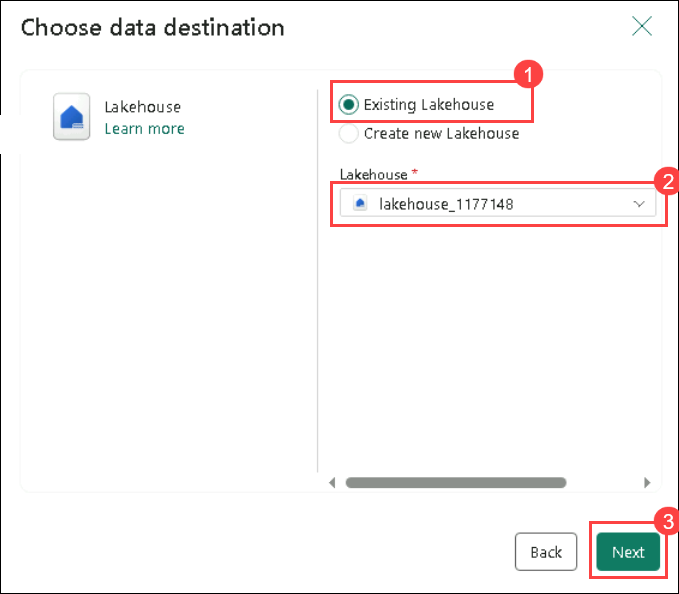 Choose data destination
1
Lakehouse
Learn more
Existing Lakehouse
Create new Lakehouse
Lakehouse *
2
lakehouse_1177148
3
Back
Next